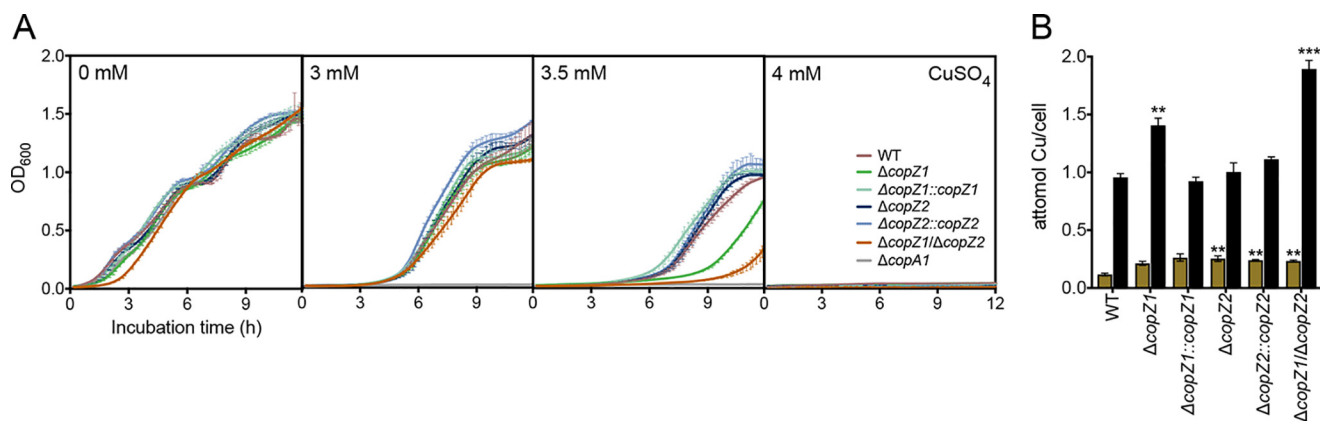 A
2.0
1.5
1.0
0.5
0.0
OD600
0 mM
3 mM
3.5 mM
4 mM
CuSO4
WT
ΔcopZ1
ΔcopZ1::copZ1
ΔcopZ2
ΔcopZ2::copZ2
ΔcopZ1/ΔcopZ2
ΔcopA1
0 3 6 9 0 3 6 9 0 3 6 9 0 3 6 9 12
Incubation time (h)
B
2.0
1.5
1.0
0.5
0.0
attomol Cu/cell
**
**
**
**
***
WT
ΔcopZ1
ΔcopZ1::copZ1
ΔcopZ2
ΔcopZ2::copZ2
ΔcopZ1/ΔcopZ2